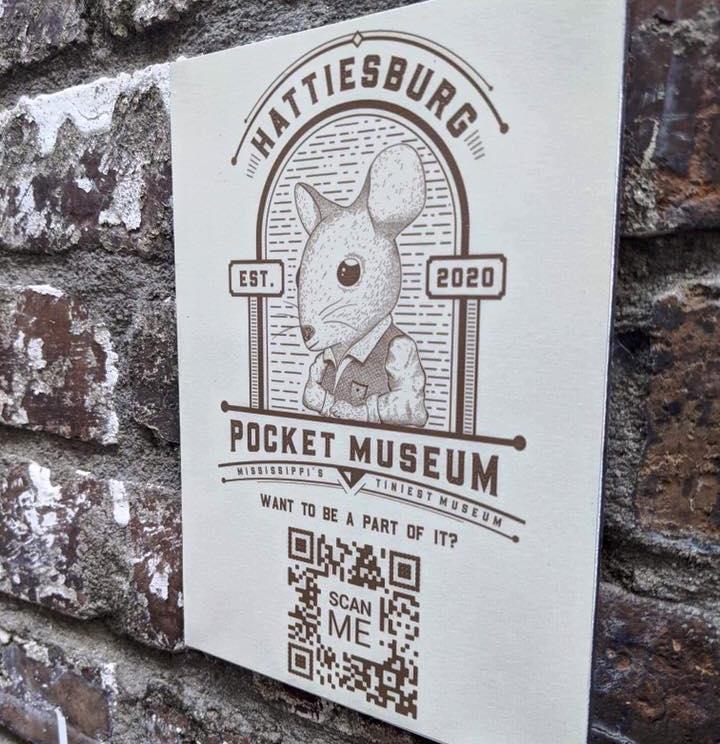 HATTIESBURG
EST. 2020
POCKET MUSEUM
MISSISSIPPI'S TINIEST MUSEUM
WANT TO BE A PART OF IT?
SCAN
ME